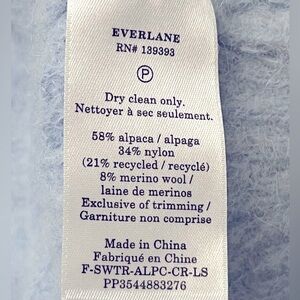 EVERLANE
RN# 139393
P
Dry clean only.
Nettoyer à sec seulement.
58% alpaca / alpaga
34% nylon
(21% recycled / recyclé)
8% merino wool /
laine de merinos
Exclusive of trimming /
Garniture non comprise
Made in China
Fabriqué en Chine
F-SWTR-ALPC-CR-LS
PP3544883276